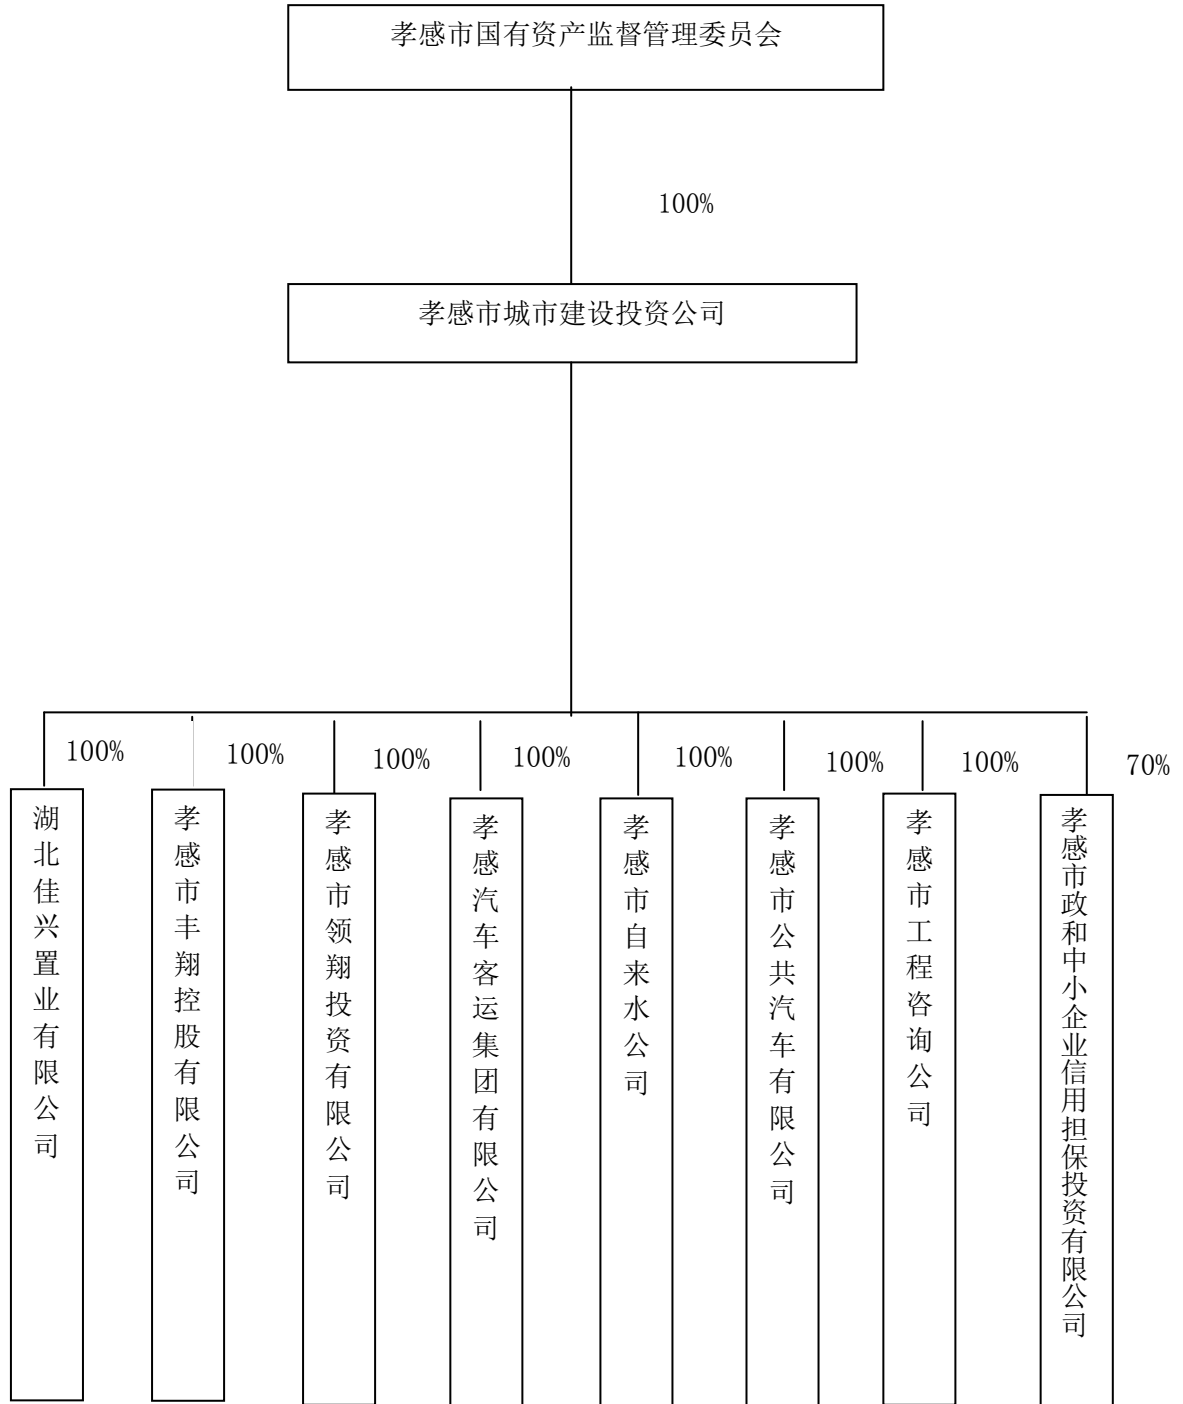 孝感市国有资产监督管理委员会
100%
孝感市城市建设投资公司
100%
100%
100%
100%
100%
100%
100%
70%
湖北佳兴置业有限公司
孝感市丰翔控股有限公司
孝感市领翔投资有限公司
孝感汽车客运集团有限公司
孝感市自来水公司
孝感市公共汽车有限公司
孝感市工程咨询公司
孝感市政和中小企业信用担保投资有限公司